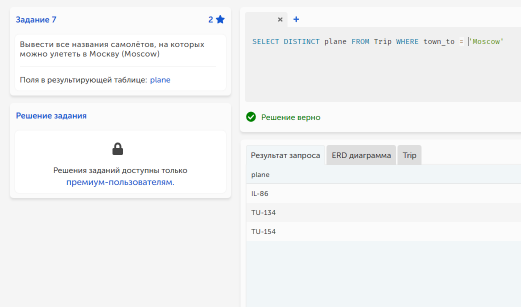 Задание 7
2
Вывести все названия самолётов, на которых
можно улететь в Москву (Moscow)
Поля в результирующей таблице: plane
Решение задания
Решения заданий доступны только
премиум-пользователям.
× +
SELECT DISTINCT plane FROM Trip WHERE town_to = 'Moscow'
Решение верно
Результат запроса ERD диаграмма Trip
plane
IL-86
TU-134
TU-154